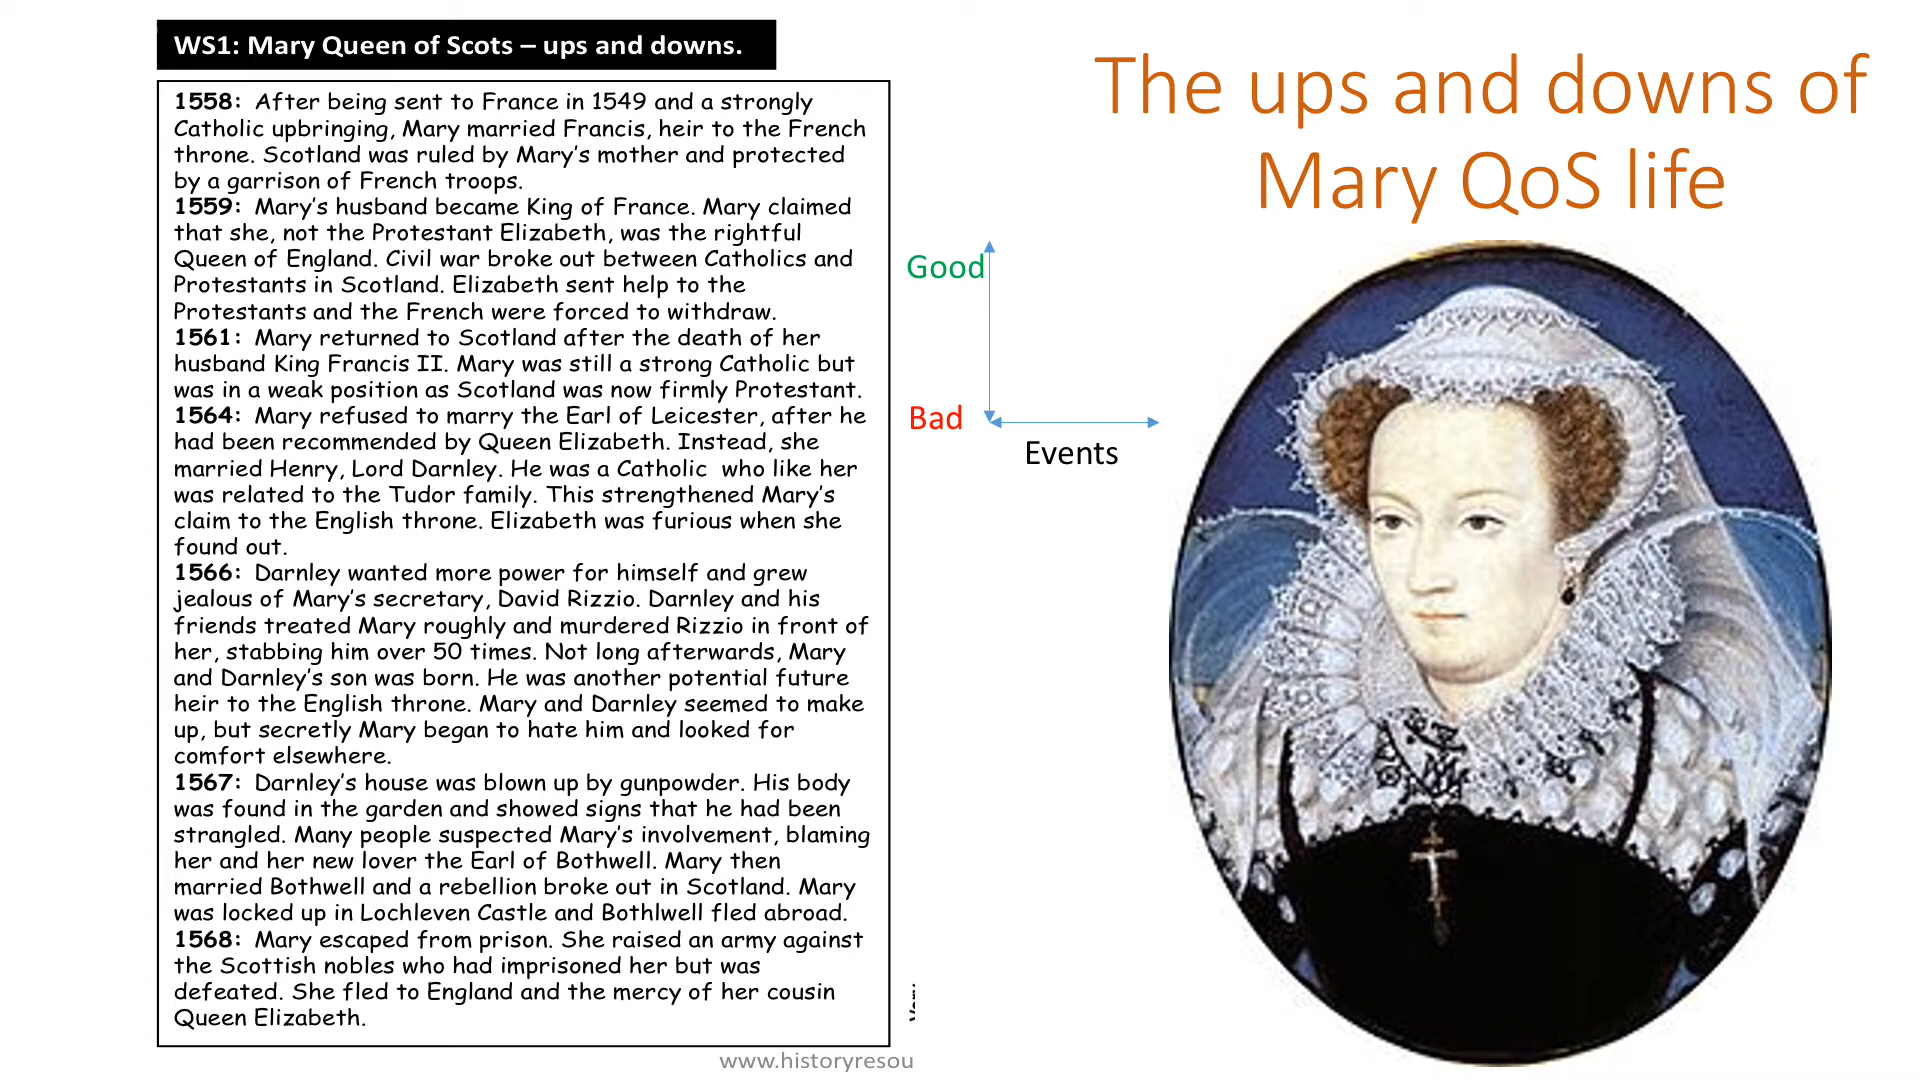 WS1: Mary Queen of Scots – ups and downs.
1558: After being sent to France in 1549 and a strongly
Catholic upbringing, Mary married Francis, heir to the French
throne. Scotland was ruled by Mary's mother and protected
by a garrison of French troops.
1559: Mary's husband became King of France. Mary claimed
that she, not the Protestant Elizabeth, was the rightful
Queen of England. Civil war broke out between Catholics and
Protestants in Scotland. Elizabeth sent help to the
Protestants and the French were forced to withdraw.
1561: Mary returned to Scotland after the death of her
husband King Francis II. Mary was still a strong Catholic but
was in a weak position as Scotland was now firmly Protestant.
1564: Mary refused to marry the Earl of Leicester, after he
had been recommended by Queen Elizabeth. Instead, she
married Henry, Lord Darnley. He was a Catholic who like her
was related to the Tudor family. This strengthened Mary's
claim to the English throne. Elizabeth was furious when she
found out.
1566: Darnley wanted more power for himself and grew
jealous of Mary's secretary, David Rizzio. Darnley and his
friends treated Mary roughly and murdered Rizzio in front of
her, stabbing him over 50 times. Not long afterwards, Mary
and Darnley's son was born. He was another potential future
heir to the English throne. Mary and Darnley seemed to make
up, but secretly Mary began to hate him and looked for
comfort elsewhere.
1567: Darnley's house was blown up by gunpowder. His body
was found in the garden and showed signs that he had been
strangled. Many people suspected Mary's involvement, blaming
her and her new lover the Earl of Bothwell. Mary then
married Bothwell and a rebellion broke out in Scotland. Mary
was locked up in Lochleven Castle and Bothlwell fled abroad.
1568: Mary escaped from prison. She raised an army against
the Scottish nobles who had imprisoned her but was
defeated. She fled to England and the mercy of her cousin
Queen Elizabeth.
www.historyresou
The ups and downs of
Mary QoS life
Good
Bad
Events